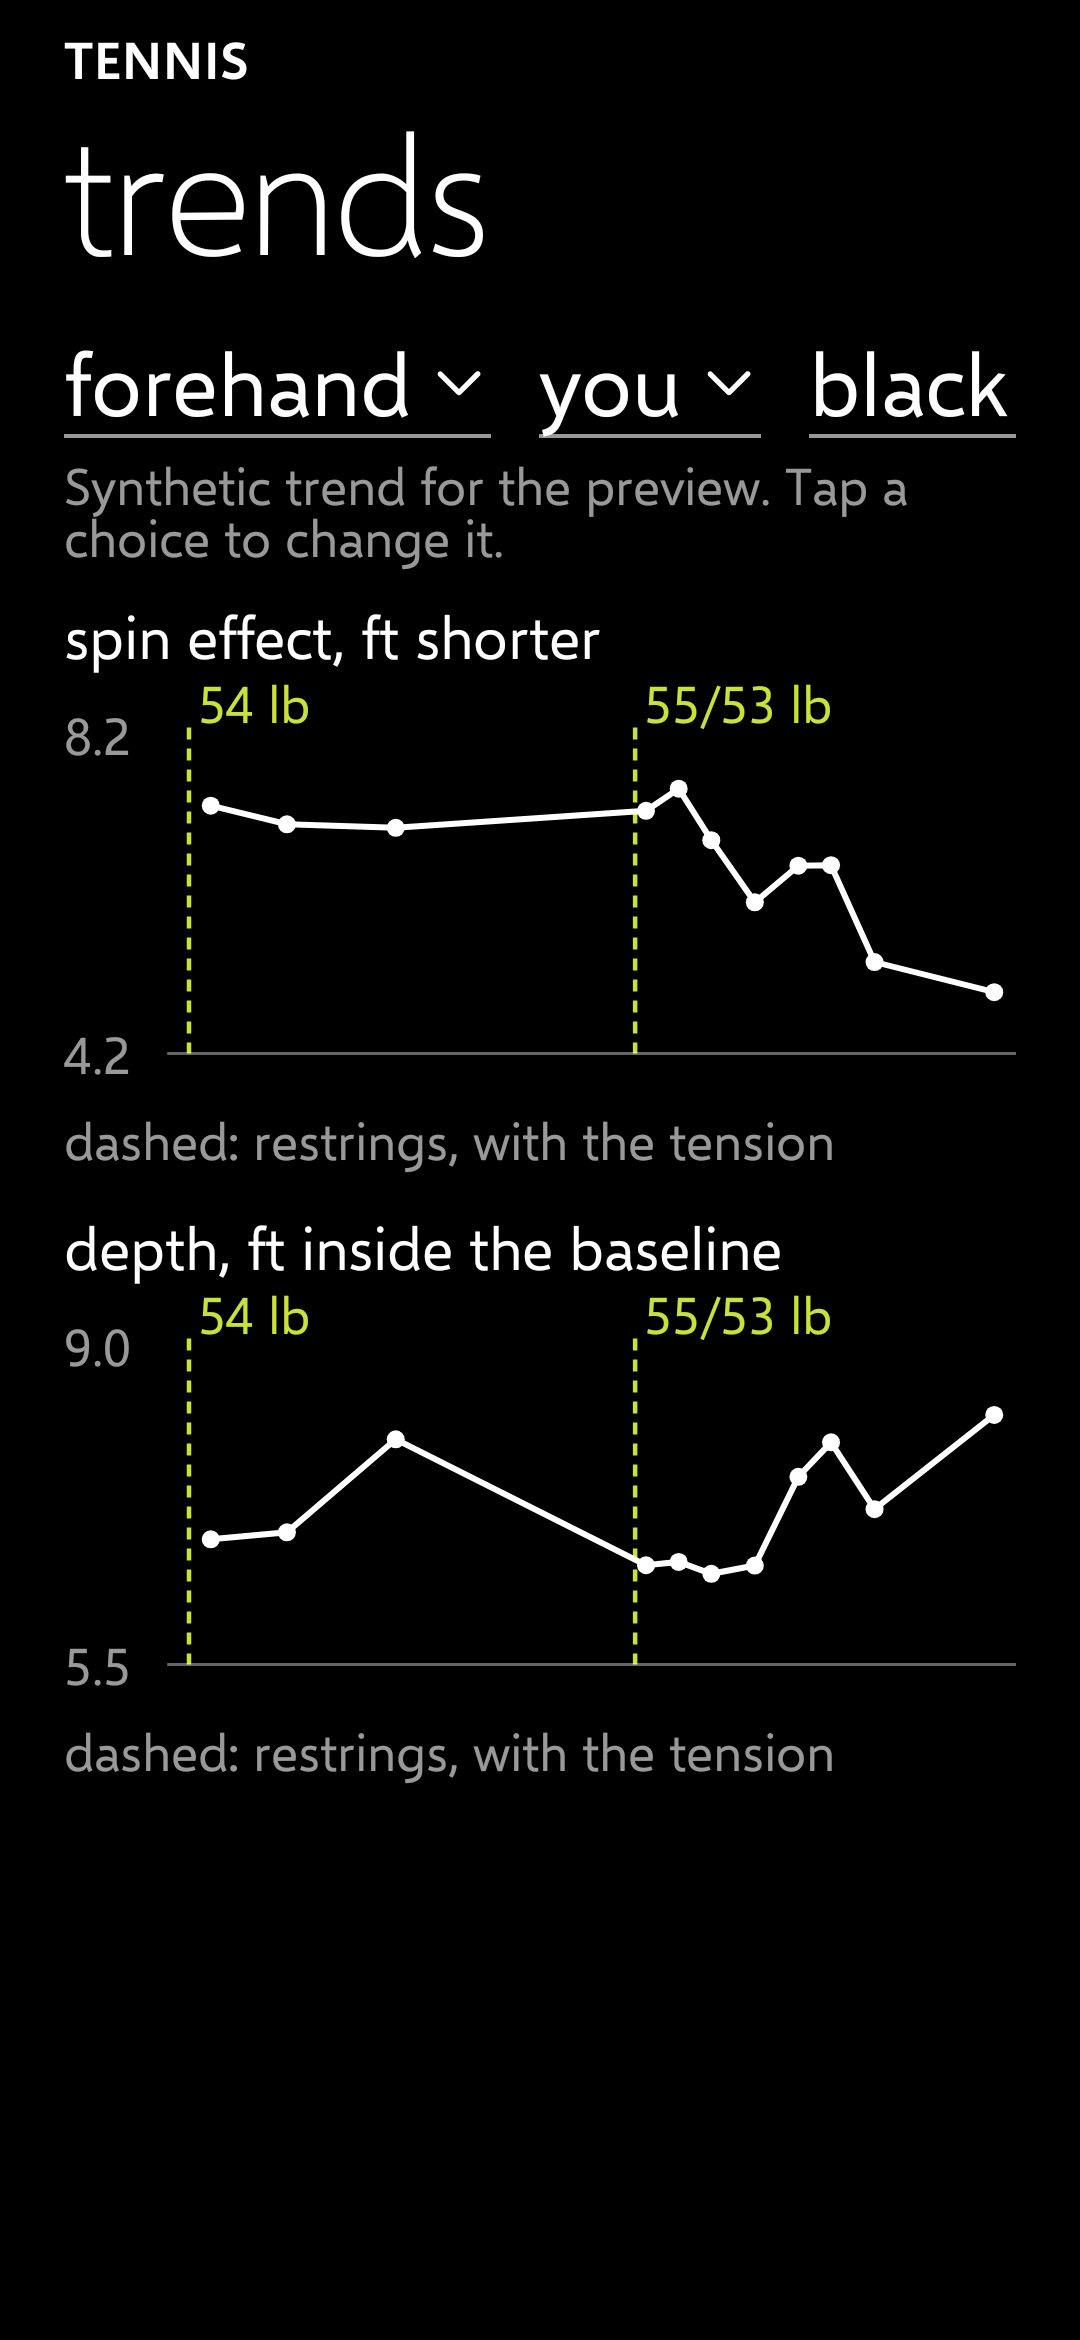 TENNIS
trends
forehand you black
Synthetic trend for the preview. Tap a
choice to change it.
spin effect, ft shorter
54 lb 55/53 lb
8.2
4.2
dashed: restrings, with the tension
depth, ft inside the baseline
54 lb 55/53 lb
9.0
5.5
dashed: restrings, with the tension